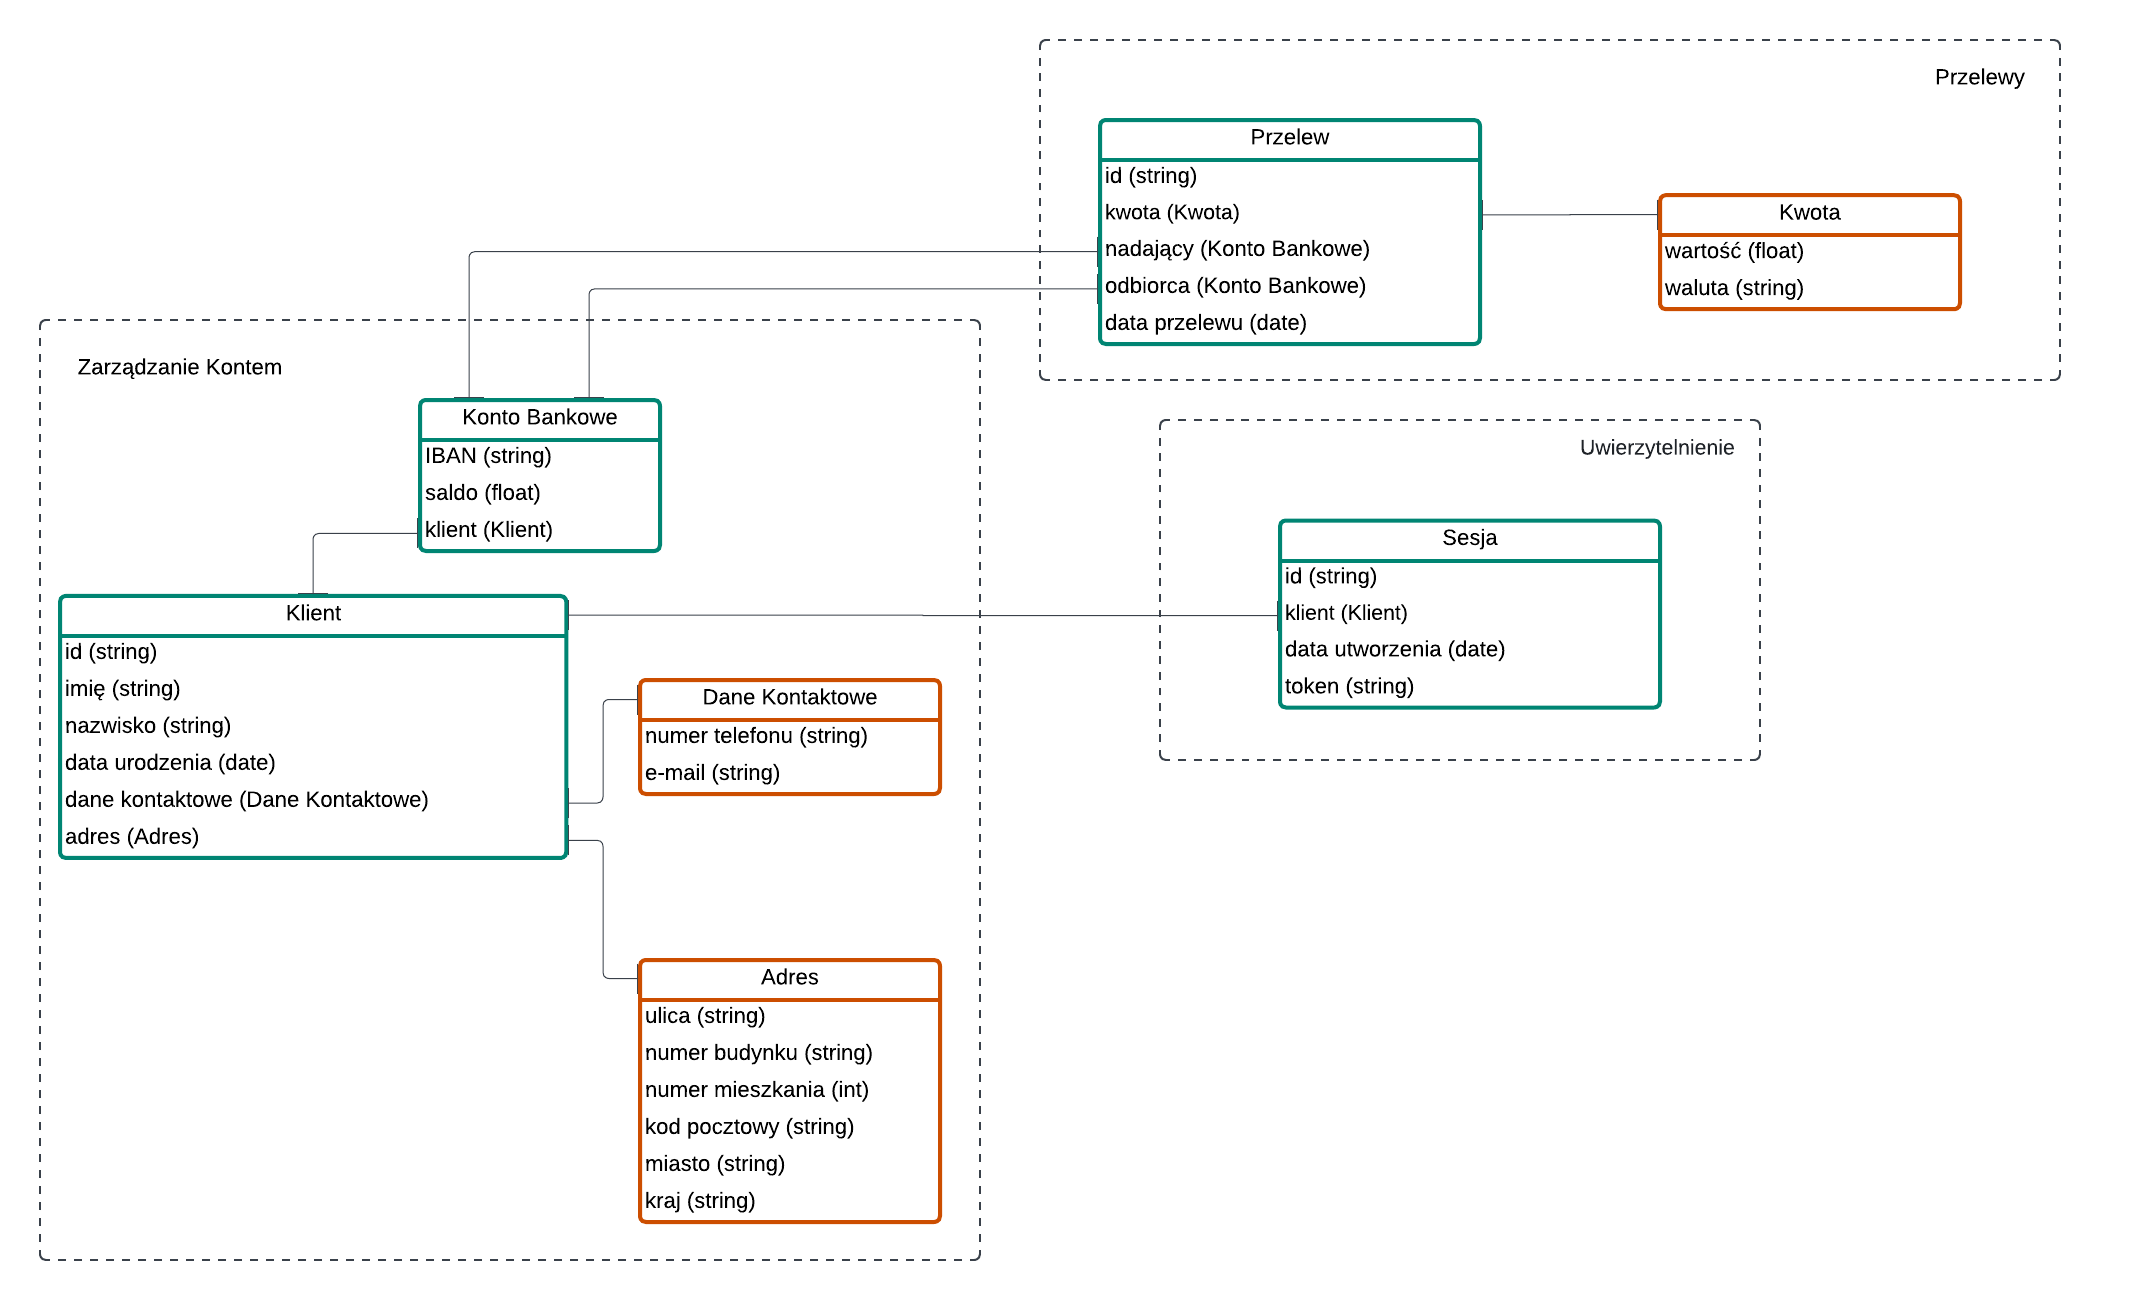 Przelewy
Przelew
id (string)
kwota (Kwota)
nadający (Konto Bankowe)
odbiorca (Konto Bankowe)
data przelewu (date)
Kwota
wartość (float)
waluta (string)
Zarządzanie Kontem
Konto Bankowe
IBAN (string)
saldo (float)
klient (Klient)
Klient
id (string)
imię (string)
nazwisko (string)
data urodzenia (date)
dane kontaktowe (Dane Kontaktowe)
adres (Adres)
Dane Kontaktowe
numer telefonu (string)
e-mail (string)
Adres
ulica (string)
numer budynku (string)
numer mieszkania (int)
kod pocztowy (string)
miasto (string)
kraj (string)
Uwierzytelnienie
Sesja
id (string)
klient (Klient)
data utworzenia (date)
token (string)